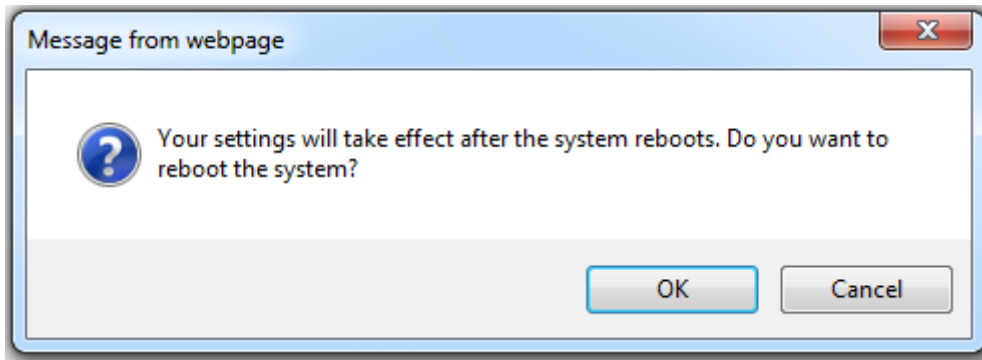 Message from webpage
X
?
Your settings will take effect after the system reboots. Do you want to
reboot the system?
OK
Cancel